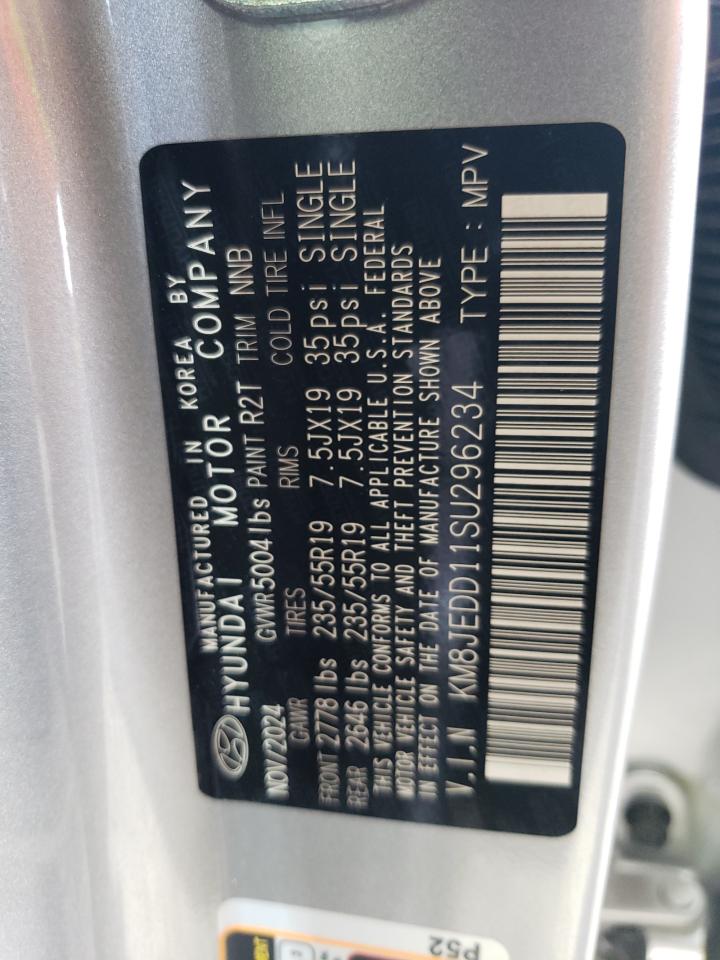 MANUFACTURED IN KOREA BY
HYUNDAI MOTOR COMPANY
NOV/2024 GVWR 5004 lbs PAINT R2T TRIM NNB
GAWR TIRES RIMS COLD TIRE INFL
FRONT 2778 lbs 235/55R19 7.5JX19 35psi SINGLE
REAR 2646 lbs 235/55R19 7.5JX19 35psi SINGLE
THIS VEHICLE CONFORMS TO ALL APPLICABLE U.S.A. FEDERAL
MOTOR VEHICLE SAFETY AND THEFT PREVENTION STANDARDS
IN EFFECT ON THE DATE OF MANUFACTURE SHOWN ABOVE
V.I.N KM8JEDD11SU296234 TYPE : MPV
P52